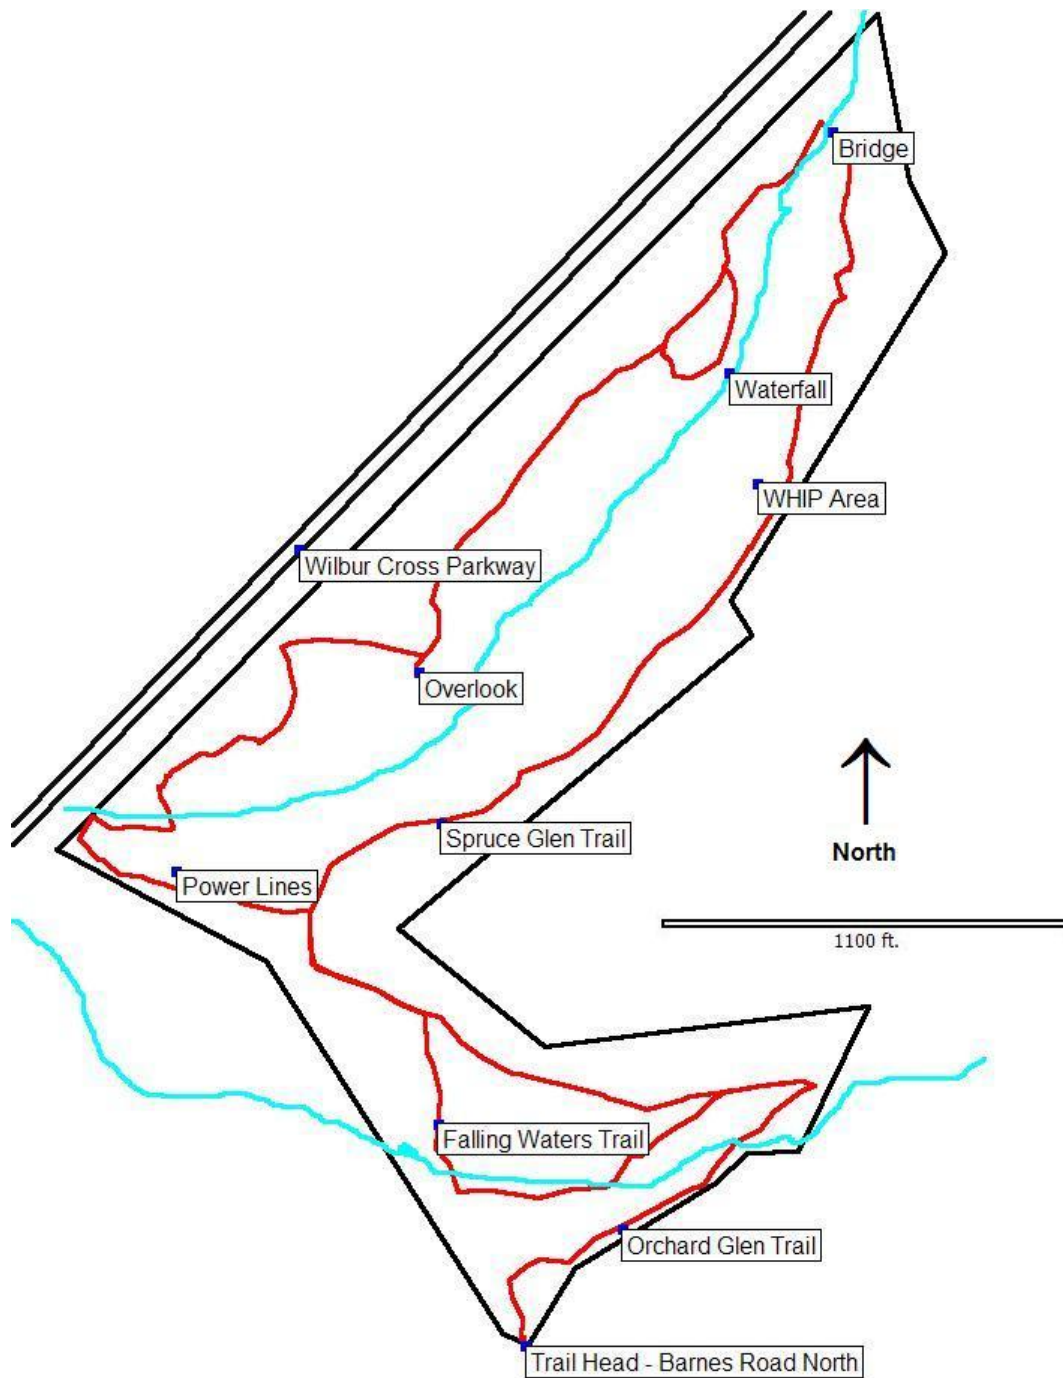 Bridge
Waterfall
WHIP Area
Wilbur Cross Parkway
Overlook
Spruce Glen Trail
North
Power Lines
1100 ft.
Falling Waters Trail
Orchard Glen Trail
Trail Head - Barnes Road North